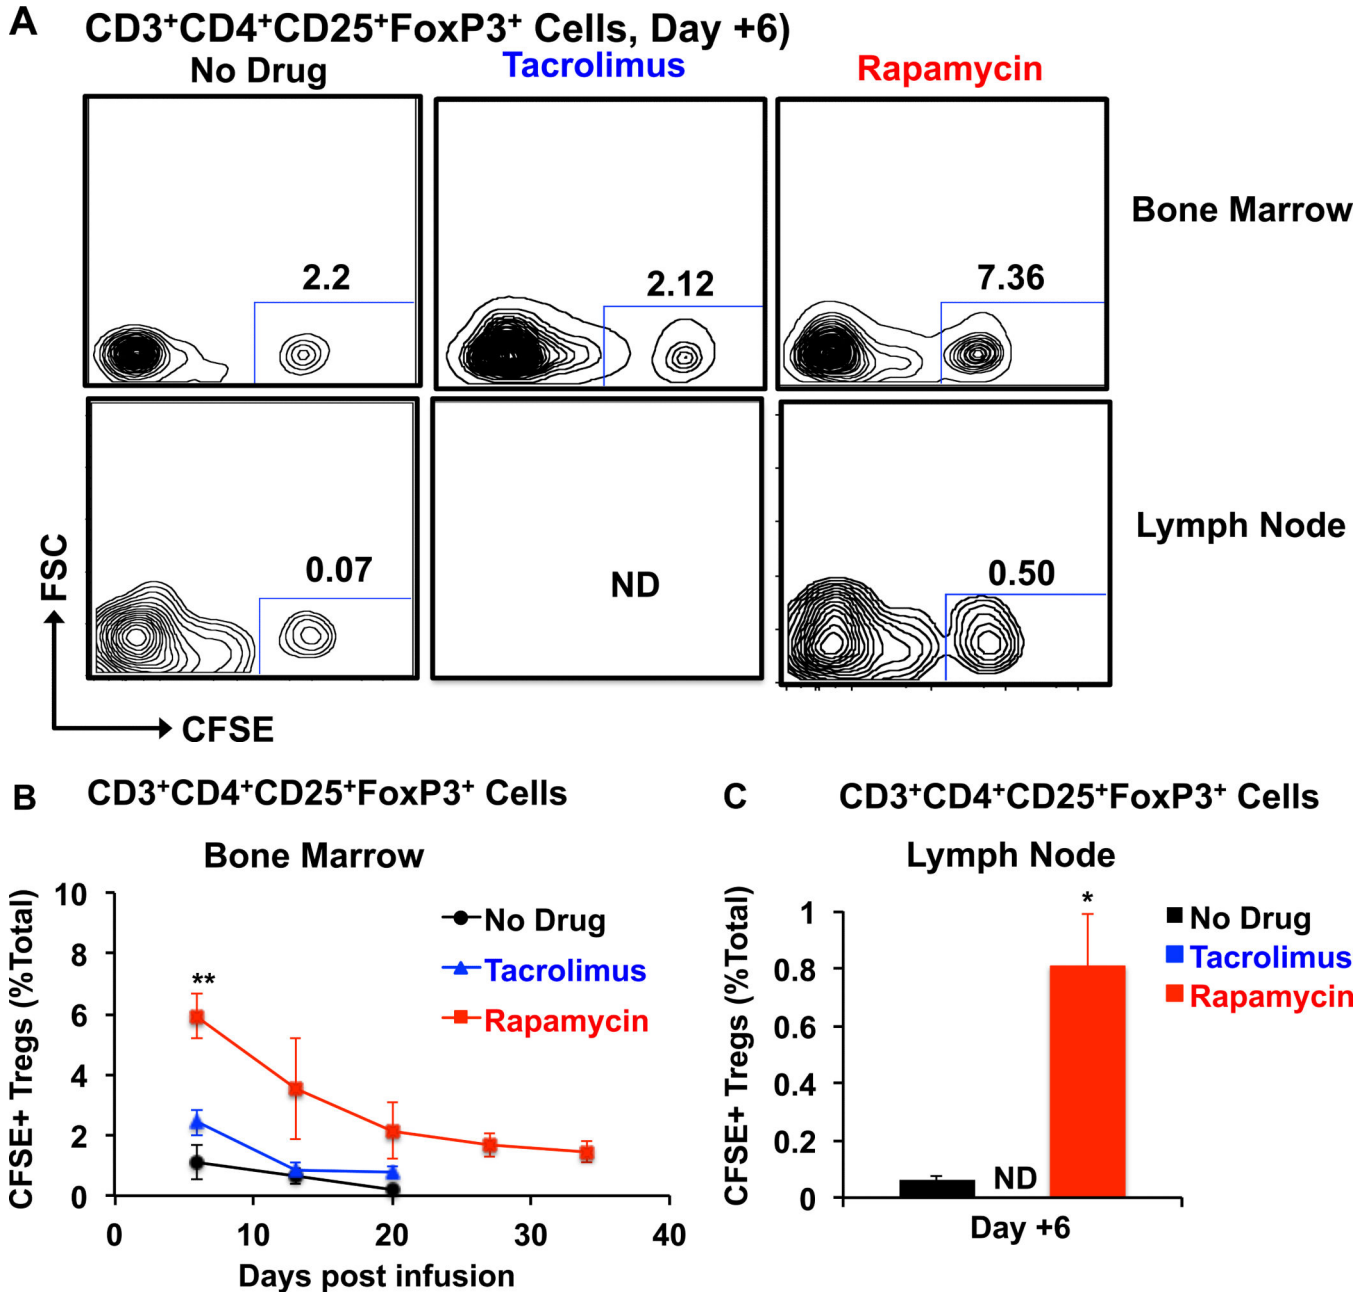 A
CD3⁺CD4⁺CD25⁺FoxP3⁺ Cells, Day +6)
No Drug
Tacrolimus
Rapamycin
2.2
2.12
7.36
Bone Marrow
0.07
ND
0.50
Lymph Node
FSC
CFSE
B
CD3⁺CD4⁺CD25⁺FoxP3⁺ Cells
Bone Marrow
CFSE+ Tregs (%Total)
10
8
6
4
2
0
**
No Drug
Tacrolimus
Rapamycin
0
10
20
30
40
Days post infusion
C
CD3⁺CD4⁺CD25⁺FoxP3⁺ Cells
Lymph Node
CFSE+ Tregs (%Total)
1
0.8
0.6
0.4
0.2
0
*
ND
No Drug
Tacrolimus
Rapamycin
Day +6